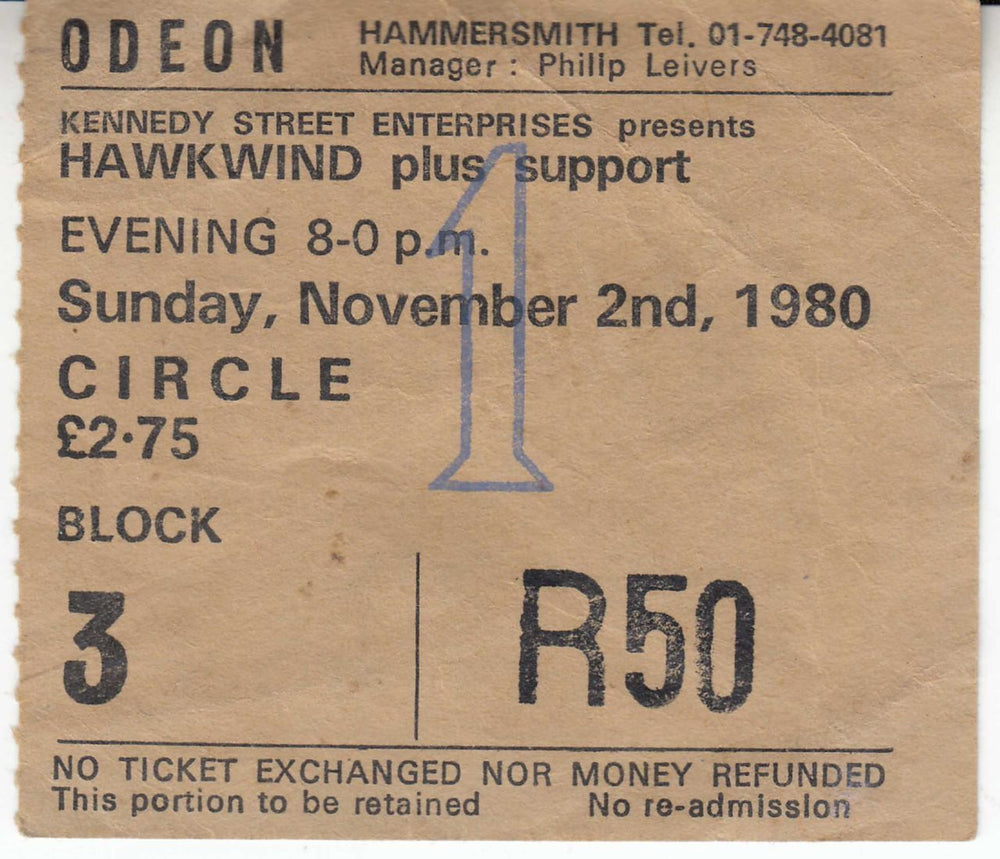 ODEON HAMMERSMITH Tel. 01-748-4081
Manager : Philip Leivers
KENNEDY STREET ENTERPRISES presents
HAWKWIND plus support
EVENING 8-0 p.m.
Sunday, November 2nd, 1980
CIRCLE
£2·75
1
BLOCK
3 R50
NO TICKET EXCHANGED NOR MONEY REFUNDED
This portion to be retained No re-admission